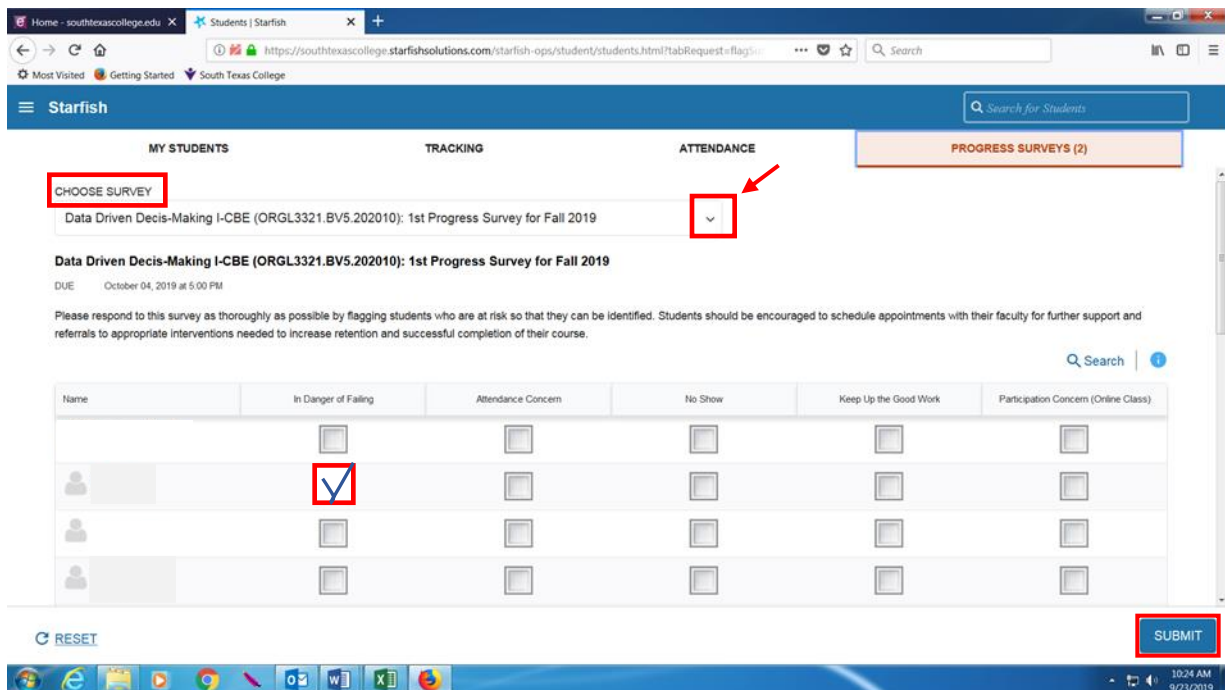 Home - southtexascollege.edu
Students | Starfish
https://southtexascollege.starfishsolutions.com/starfish-ops/student/students.html?tabRequest=flag
Search
Most Visited Getting Started South Texas College
Starfish
Search for Students
MY STUDENTS TRACKING ATTENDANCE PROGRESS SURVEYS (2)
CHOOSE SURVEY
Data Driven Decis-Making I-CBE (ORGL3321.BV5.202010): 1st Progress Survey for Fall 2019
Data Driven Decis-Making I-CBE (ORGL3321.BV5.202010): 1st Progress Survey for Fall 2019
DUE October 04, 2019 at 5:00 PM
Please respond to this survey as thoroughly as possible by flagging students who are at risk so that they can be identified. Students should be encouraged to schedule appointments with their faculty for further support and
referrals to appropriate interventions needed to increase retention and successful completion of their course.
Search
Name In Danger of Failing Attendance Concern No Show Keep Up the Good Work Participation Concern (Online Class)
RESET
SUBMIT
10:24 AM
9/23/2019